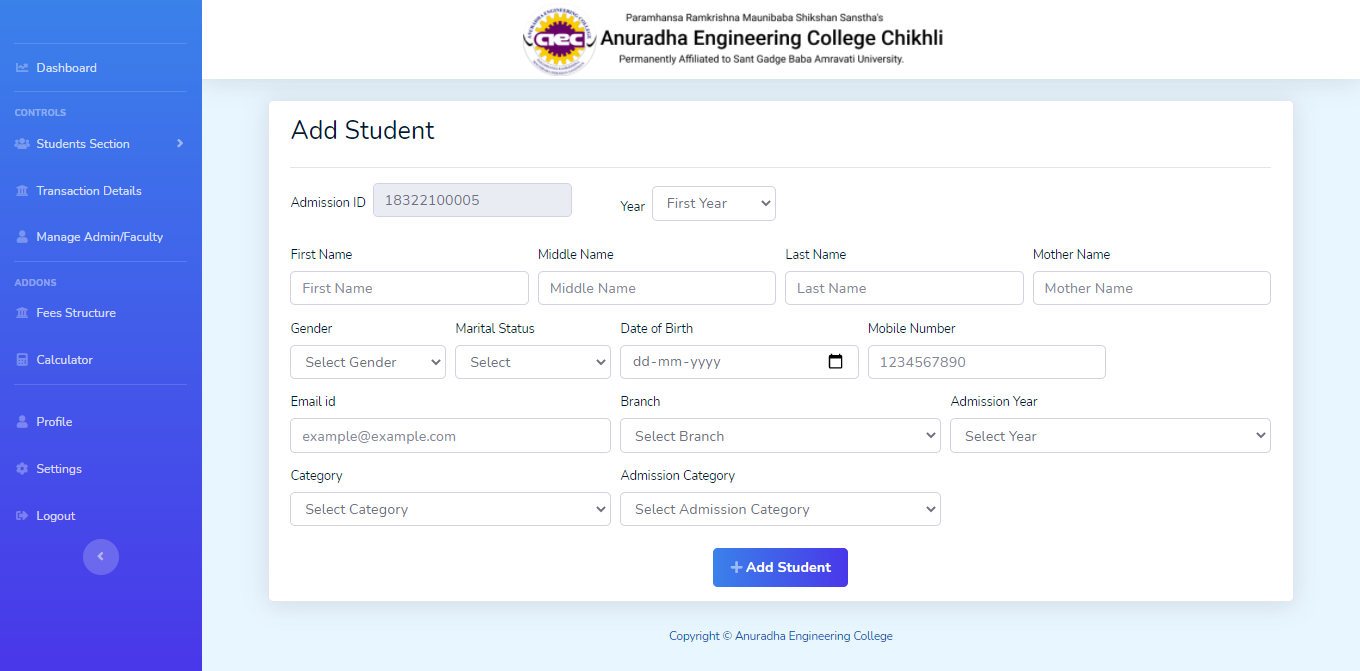 Dashboard
CONTROLS
Students Section
Transaction Details
Manage Admin/Faculty
ADDONS
Fees Structure
Calculator
Profile
Settings
Logout
aec
Paramhansa Ramkrishna Maunibaba Shikshan Sanstha's
Anuradha Engineering College Chikhli
Permanently Affiliated to Sant Gadge Baba Amravati University.
Add Student
Admission ID 18322100005 Year First Year
First Name Middle Name Last Name Mother Name
First Name Middle Name Last Name Mother Name
Gender Marital Status Date of Birth Mobile Number
Select Gender Select dd-mm-yyyy 1234567890
Email id Branch Admission Year
example@example.com Select Branch Select Year
Category Admission Category
Select Category Select Admission Category
Add Student
Copyright © Anuradha Engineering College